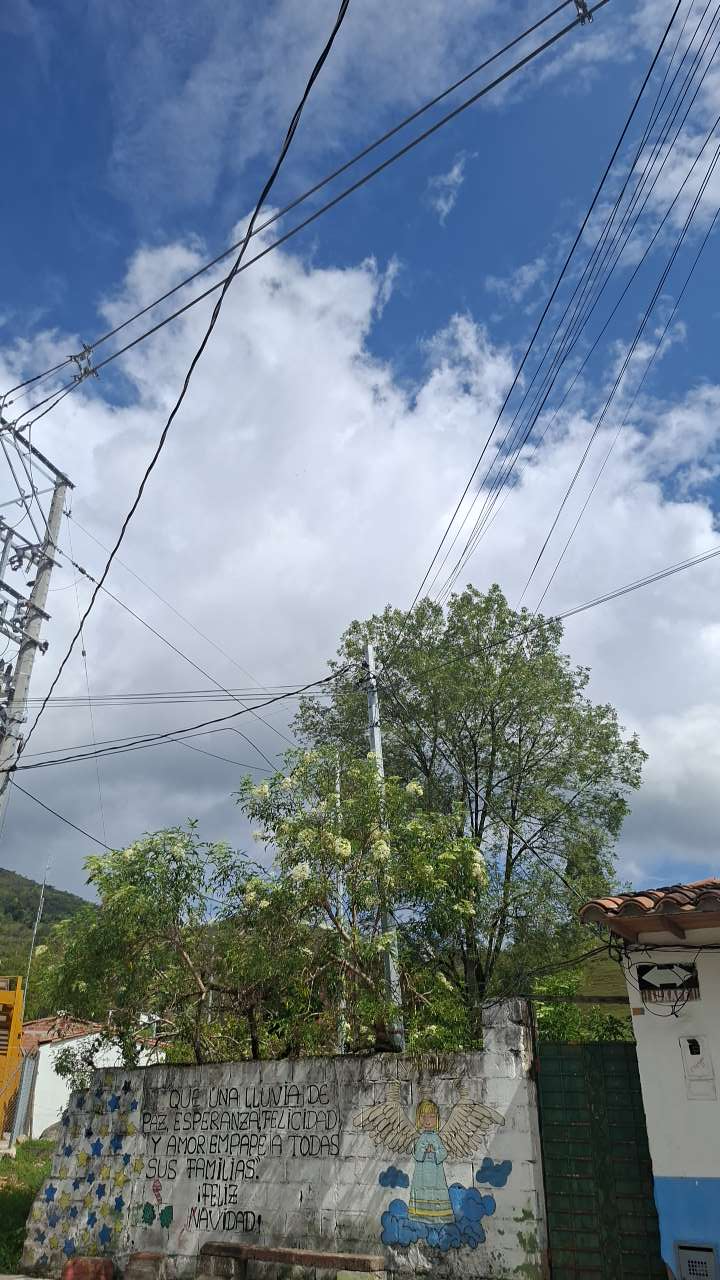 "QUE UNA LLUVIA DE
PAZ, ESPERANZA, FELICIDAD
Y AMOR EMPAPE A TODAS
SUS FAMILIAS".
¡FELIZ
NAVIDAD!